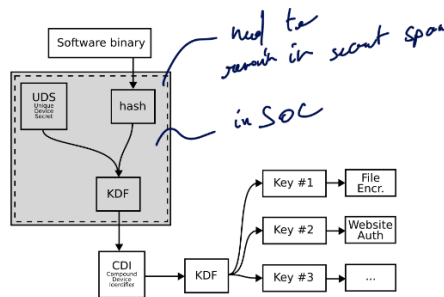 Software binary
need to
remain in secret space
UDS
Unique
Device
Secret
hash
in SOC
KDF
Key #1
File
Encr.
Key #2
Website
Auth
CDI
Compound
Device
Identifier
KDF
Key #3
...